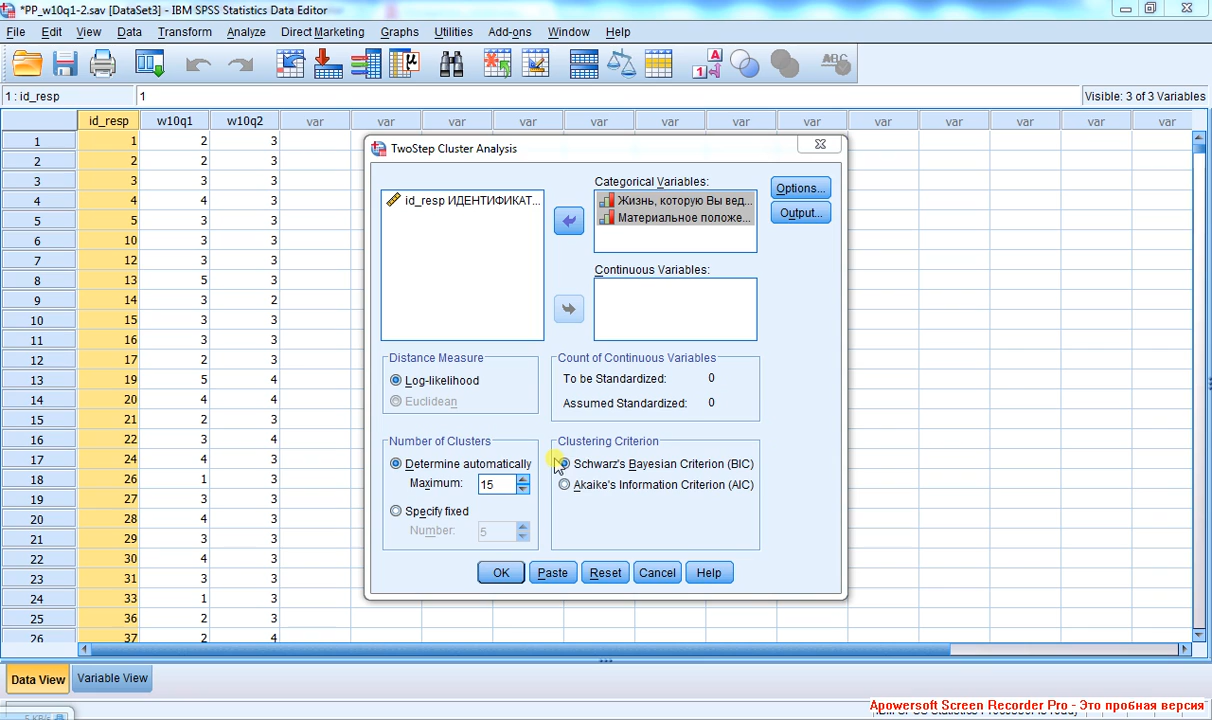 *PP_w10q1-2.sav [DataSet3] - IBM SPSS Statistics Data Editor
File Edit View Data Transform Analyze Direct Marketing Graphs Utilities Add-ons Window Help
1 : id_resp 1 Visible: 3 of 3 Variables
id_resp w10q1 w10q2 var var var var var var var var var var var var var
1 1 2 3
2 2 2 3
3 3 3 3
4 4 4 3
5 5 3 3
6 10 3 3
7 12 3 3
8 13 5 3
9 14 3 2
10 15 3 3
11 16 3 3
12 17 2 3
13 19 5 4
14 20 4 4
15 21 2 3
16 22 3 4
17 24 4 3
18 26 1 3
19 27 3 3
20 28 4 3
21 29 3 3
22 30 4 3
23 31 3 3
24 33 1 3
25 36 2 3
26 37 2 4
TwoStep Cluster Analysis
id_resp ИДЕНТИФИКАТ...
Categorical Variables:
Жизнь, которую Вы вед...
Материальное положе...
Options...
Output...
Continuous Variables:
Distance Measure
Log-likelihood
Euclidean
Count of Continuous Variables
To be Standardized: 0
Assumed Standardized: 0
Number of Clusters
Determine automatically
Maximum: 15
Specify fixed
Number: 5
Clustering Criterion
Schwarz's Bayesian Criterion (BIC)
Akaike's Information Criterion (AIC)
OK Paste Reset Cancel Help
Data View Variable View
Apowersoft Screen Recorder Pro - Это пробная версия